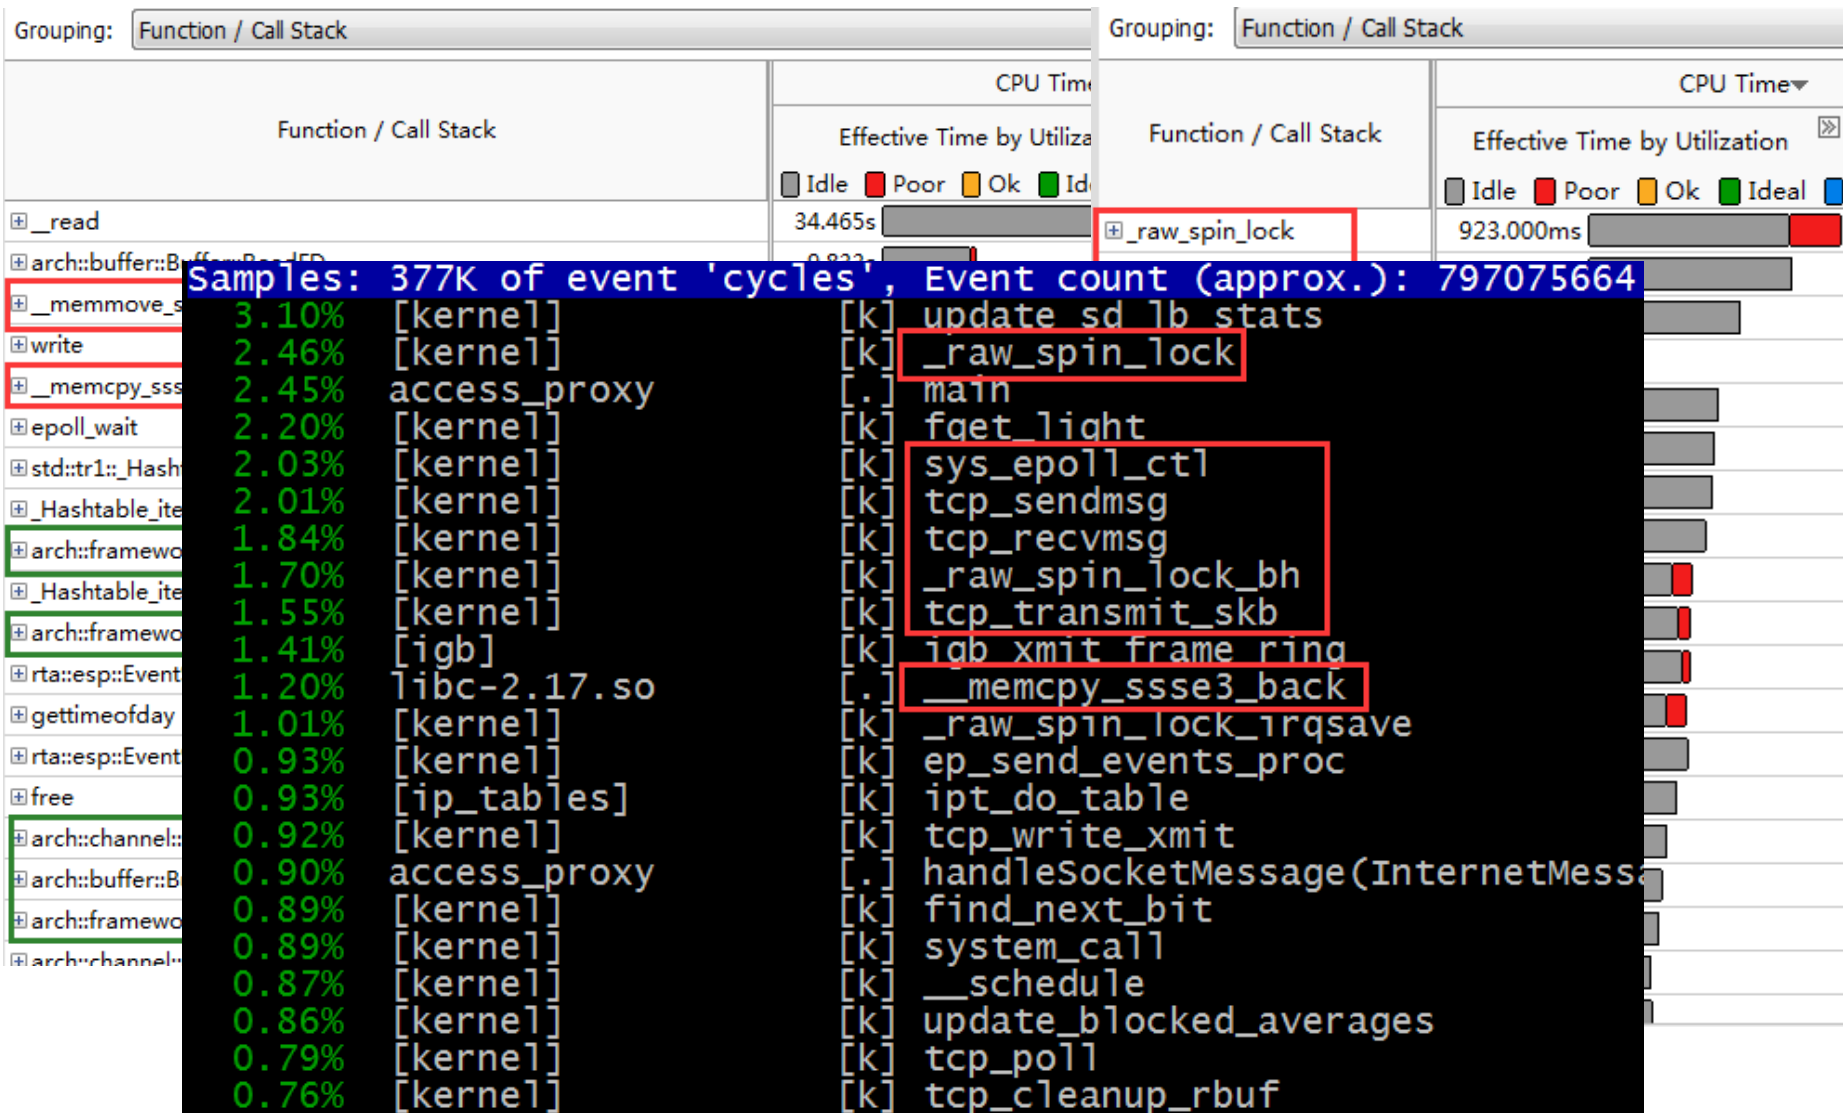 Grouping: Function / Call Stack
Function / Call Stack
CPU Time
Effective Time by Utiliza
Idle Poor Ok Id
__read 34.465s
arch::buffer::Buffer::ReadFD
__memmove_s
write
__memcpy_sss
epoll_wait
std::tr1::_Hash
_Hashtable_ite
arch::framewo
_Hashtable_ite
arch::framewo
rta::esp::Event
gettimeofday
rta::esp::Event
free
arch::channel::
arch::buffer::B
arch::framewo
arch::channel::
Grouping: Function / Call Stack
Function / Call Stack
CPU Time
Effective Time by Utilization
Idle Poor Ok Ideal
_raw_spin_lock 923.000ms
Samples: 377K of event 'cycles', Event count (approx.): 797075664
3.10% [kernel] [k] update_sd_lb_stats
2.46% [kernel] [k] _raw_spin_lock
2.45% access_proxy [.] main
2.20% [kernel] [k] fget_light
2.03% [kernel] [k] sys_epoll_ctl
2.01% [kernel] [k] tcp_sendmsg
1.84% [kernel] [k] tcp_recvmsg
1.70% [kernel] [k] _raw_spin_lock_bh
1.55% [kernel] [k] tcp_transmit_skb
1.41% [igb] [k] igb_xmit_frame_ring
1.20% libc-2.17.so [.] __memcpy_ssse3_back
1.01% [kernel] [k] _raw_spin_lock_irqsave
0.93% [kernel] [k] ep_send_events_proc
0.93% [ip_tables] [k] ipt_do_table
0.92% [kernel] [k] tcp_write_xmit
0.90% access_proxy [.] handleSocketMessage(InternetMessa
0.89% [kernel] [k] find_next_bit
0.89% [kernel] [k] system_call
0.87% [kernel] [k] __schedule
0.86% [kernel] [k] update_blocked_averages
0.79% [kernel] [k] tcp_poll
0.76% [kernel] [k] tcp_cleanup_rbuf